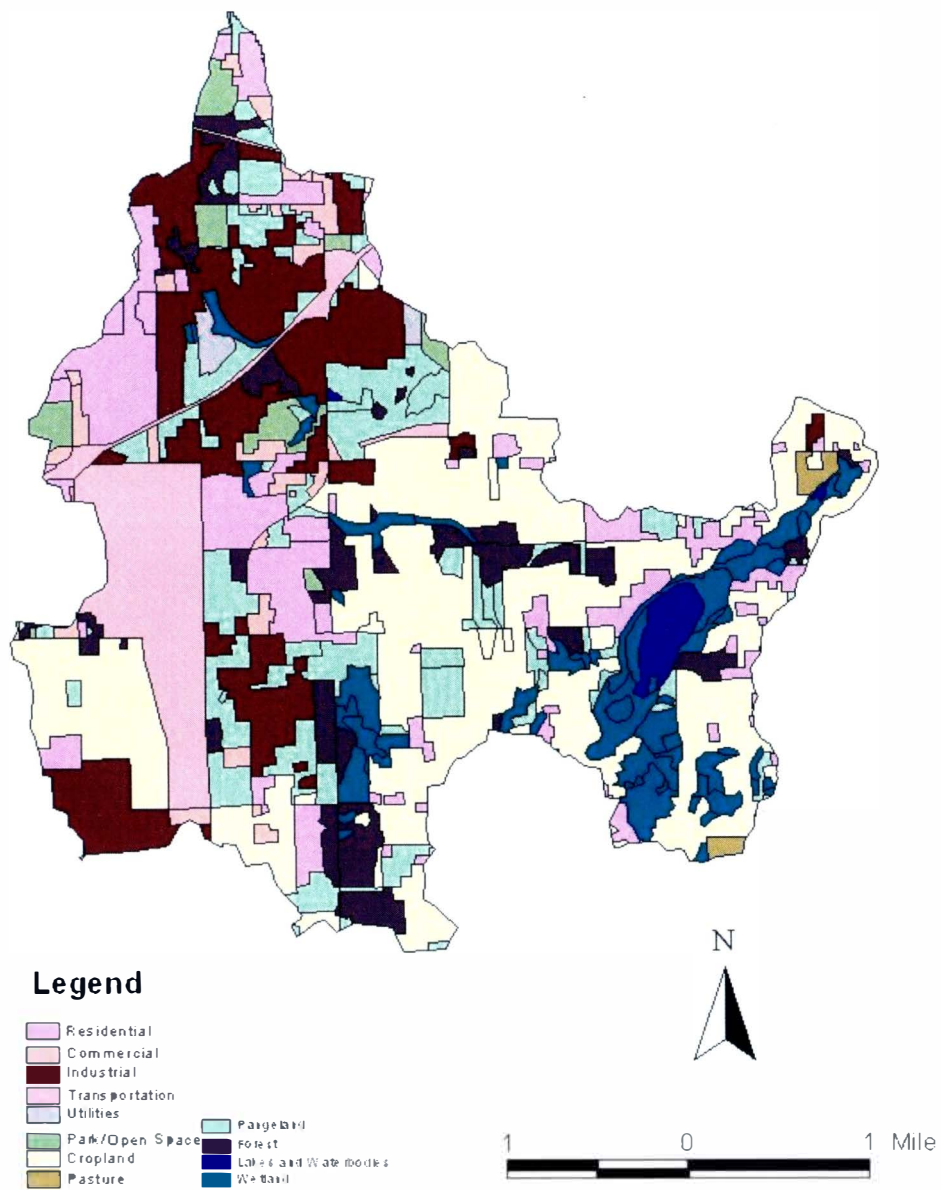 N
Legend
Residential
Commercial
Industrial
Transportation
Utilities
Park/Open Space
Cropland
Pasture
Rangeland
Forest
Lakes and Waterbodies
Wetland
1 0 1 Mile